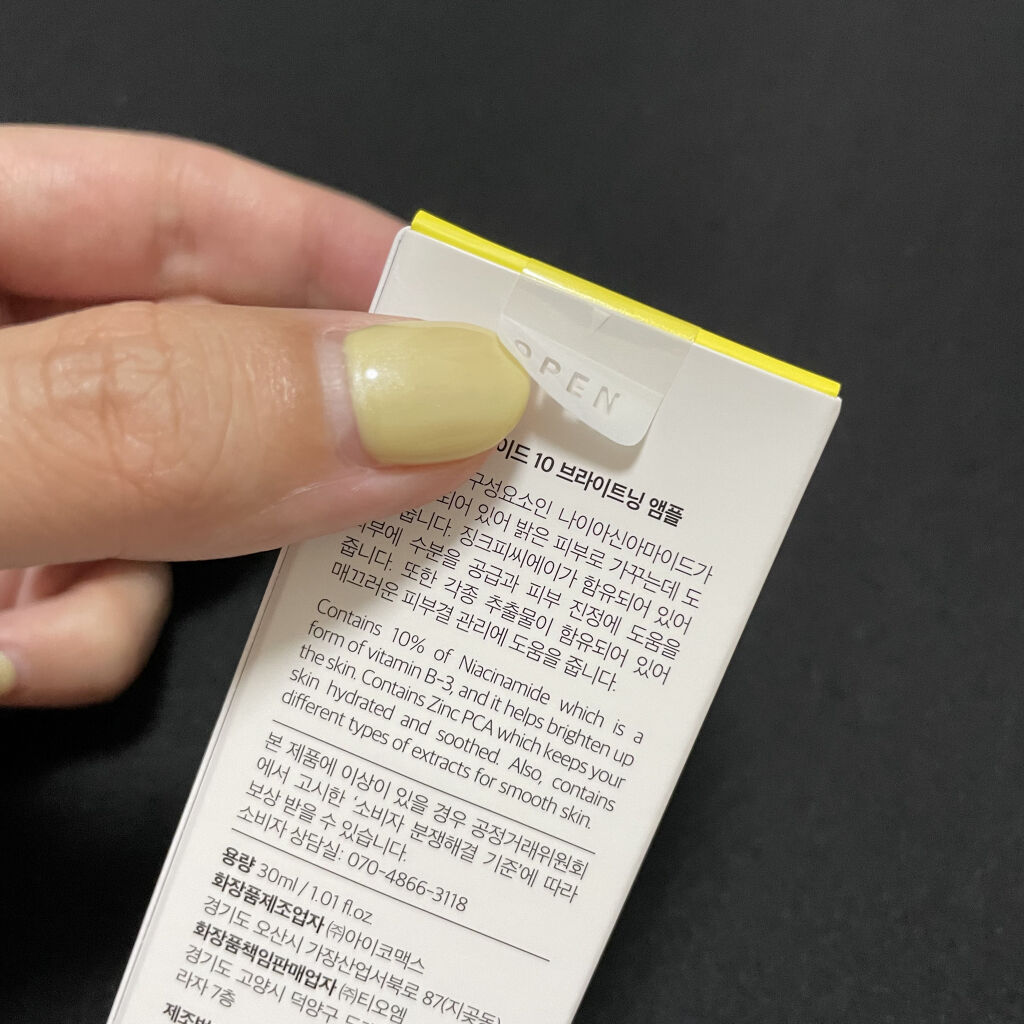 OPEN
이드 10 브라이트닝 앰플
구성요소인 나이아신아마이드가
되어 있어 밝은 피부로 가꾸는데 도
줍니다. 징크피씨에이가 함유되어 있어
피부에 수분을 공급과 피부 진정에 도움을
줍니다. 또한 각종 추출물이 함유되어 있어
매끄러운 피부결 관리에 도움을 줍니다.
Contains 10% of Niacinamide which is a
form of vitamin B-3, and it helps brighten up
the skin. Contains Zinc PCA which keeps your
skin hydrated and soothed. Also, contains
different types of extracts for smooth skin.
본 제품에 이상이 있을 경우 공정거래위원회
에서 고시한 '소비자 분쟁해결 기준'에 따라
보상 받을 수 있습니다.
소비자 상담실: 070-4866-3118
용량 30ml / 1.01 fl.oz
화장품제조업자 ㈜아이코맥스
경기도 오산시 가장산업서북로 87(지곶동)
화장품책임판매업자 ㈜티오엠
경기도 고양시 덕양구
라자 7층